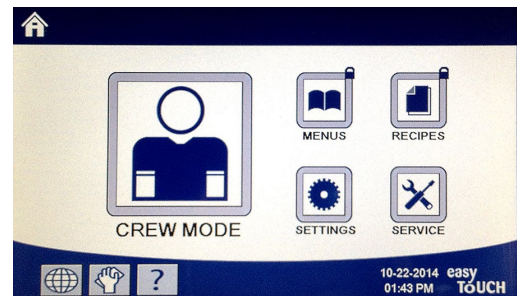 MENUS
RECIPES
CREW MODE
SETTINGS
SERVICE
?
10-22-2014
01:43 PM
easy
TOUCH